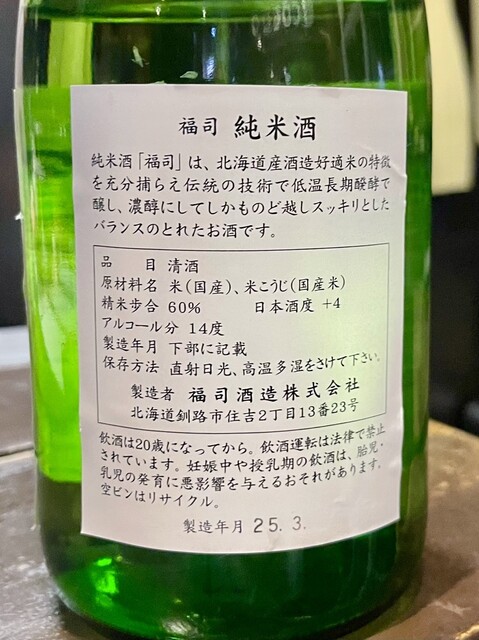 福司 純米酒
純米酒「福司」は、北海道産酒造好適米の特徴
を充分捕らえ伝統の技術で低温長期醗酵で
醸し、濃醇にしてしかものど越しスッキリとした
バランスのとれたお酒です。
品 目 清酒
原材料名 米(国産)、米こうじ(国産米)
精米歩合 60% 日本酒度 +4
アルコール分 14度
製造年月 下部に記載
保存方法 直射日光、高温多湿をさけて下さい。
製造者 福司酒造株式会社
北海道釧路市住吉2丁目13番23号
飲酒は20歳になってから。飲酒運転は法律で禁止
されています。妊娠中や授乳期の飲酒は、胎児・
乳児の発育に悪影響を与えるおそれがあります。
空ビンはリサイクル。
製造年月 25.3.